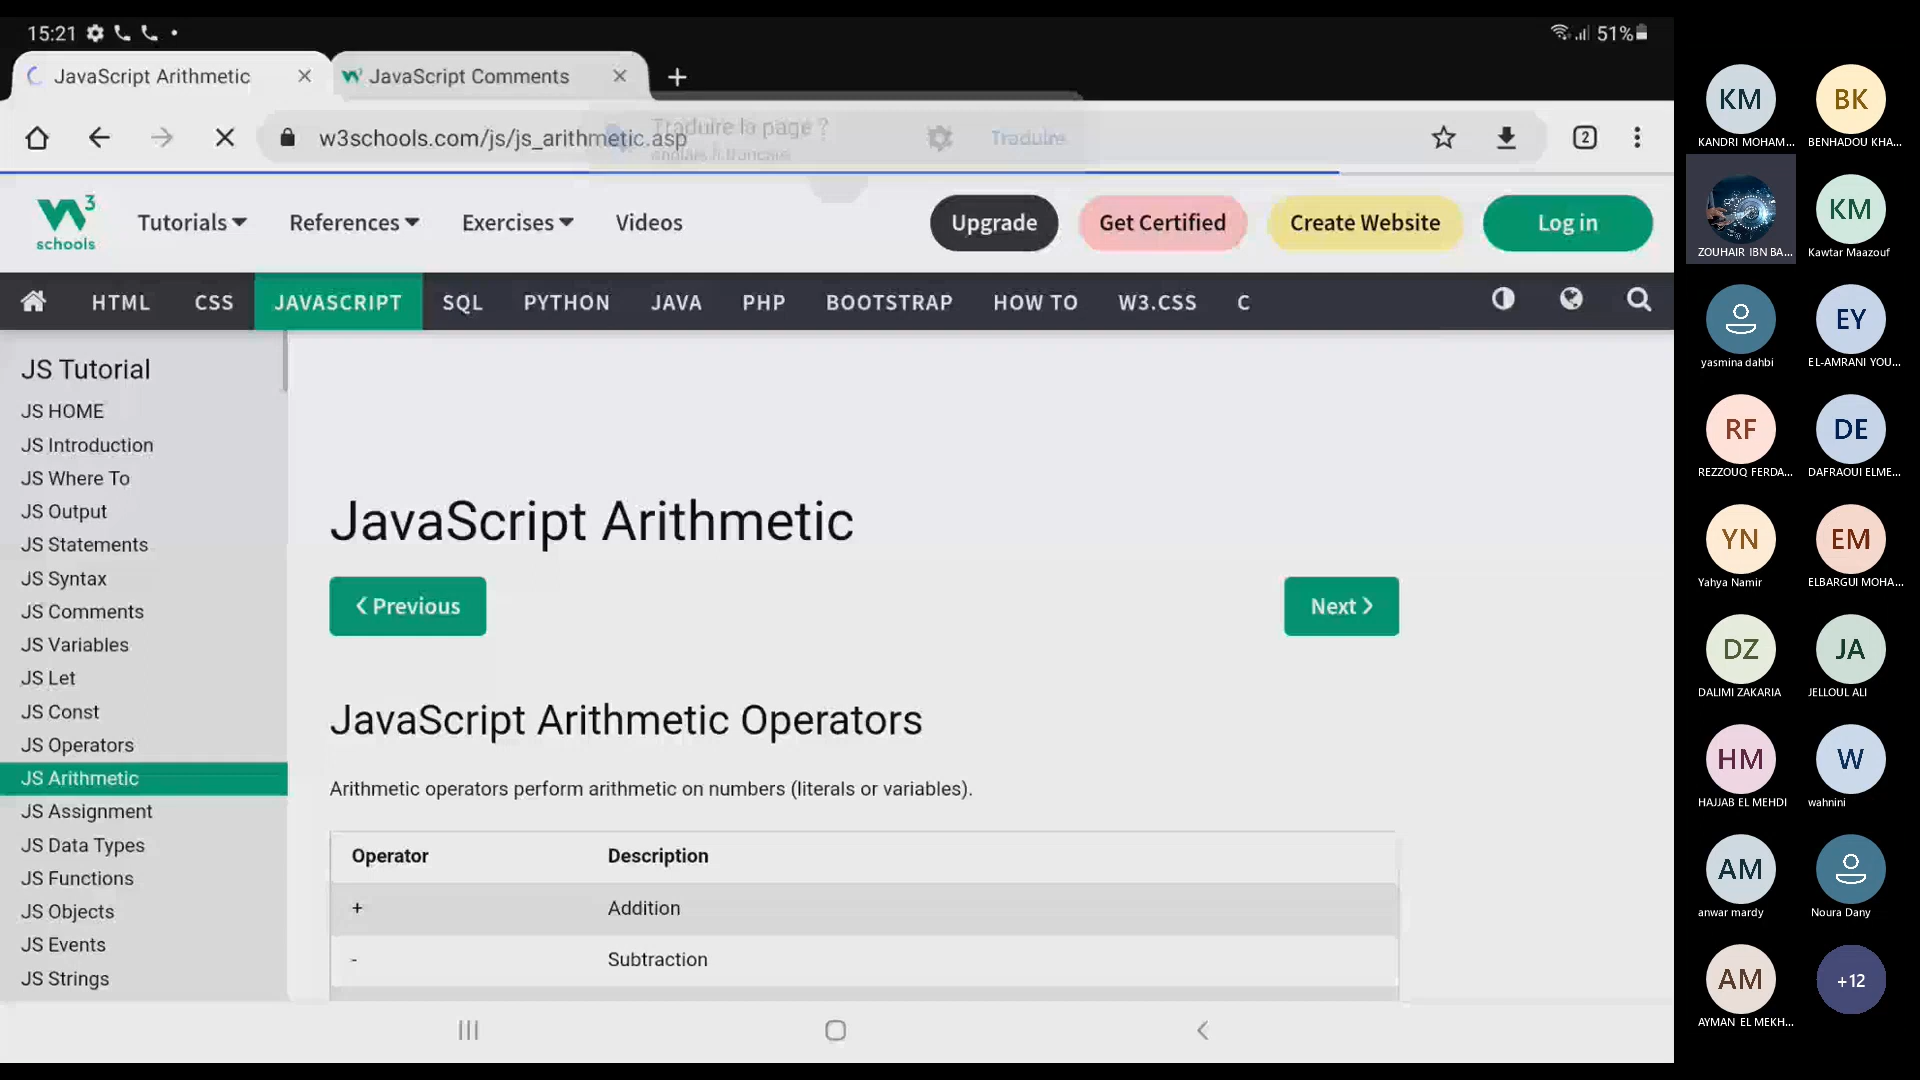 15:21
51%
JavaScript Arithmetic
JavaScript Comments
w3schools.com/js/js_arithmetic.asp
Traduire la page ?
anglais à français
Traduire
2
W3 schools
Tutorials
References
Exercises
Videos
Upgrade
Get Certified
Create Website
Log in
HTML
CSS
JAVASCRIPT
SQL
PYTHON
JAVA
PHP
BOOTSTRAP
HOW TO
W3.CSS
C
JS Tutorial
JS HOME
JS Introduction
JS Where To
JS Output
JS Statements
JS Syntax
JS Comments
JS Variables
JS Let
JS Const
JS Operators
JS Arithmetic
JS Assignment
JS Data Types
JS Functions
JS Objects
JS Events
JS Strings
JavaScript Arithmetic
❮ Previous
Next ❯
JavaScript Arithmetic Operators
Arithmetic operators perform arithmetic on numbers (literals or variables).
Operator Description
+ Addition
- Subtraction
KM
KANDRI MOHAM...
BK
BENHADOU KHA...
ZOUHAIR IBN BA...
KM
Kawtar Maazouf
yasmina dahbi
EY
EL-AMRANI YOU...
RF
REZZOUQ FERDA...
DE
DAFRAOUI ELME...
YN
Yahya Namir
EM
ELBARGUI MOHA...
DZ
DALIMI ZAKARIA
JA
JELLOUL ALI
HM
HAJJAB EL MEHDI
W
wahnini
AM
anwar mardy
Noura Dany
AM
AYMAN EL MEKH...
+12